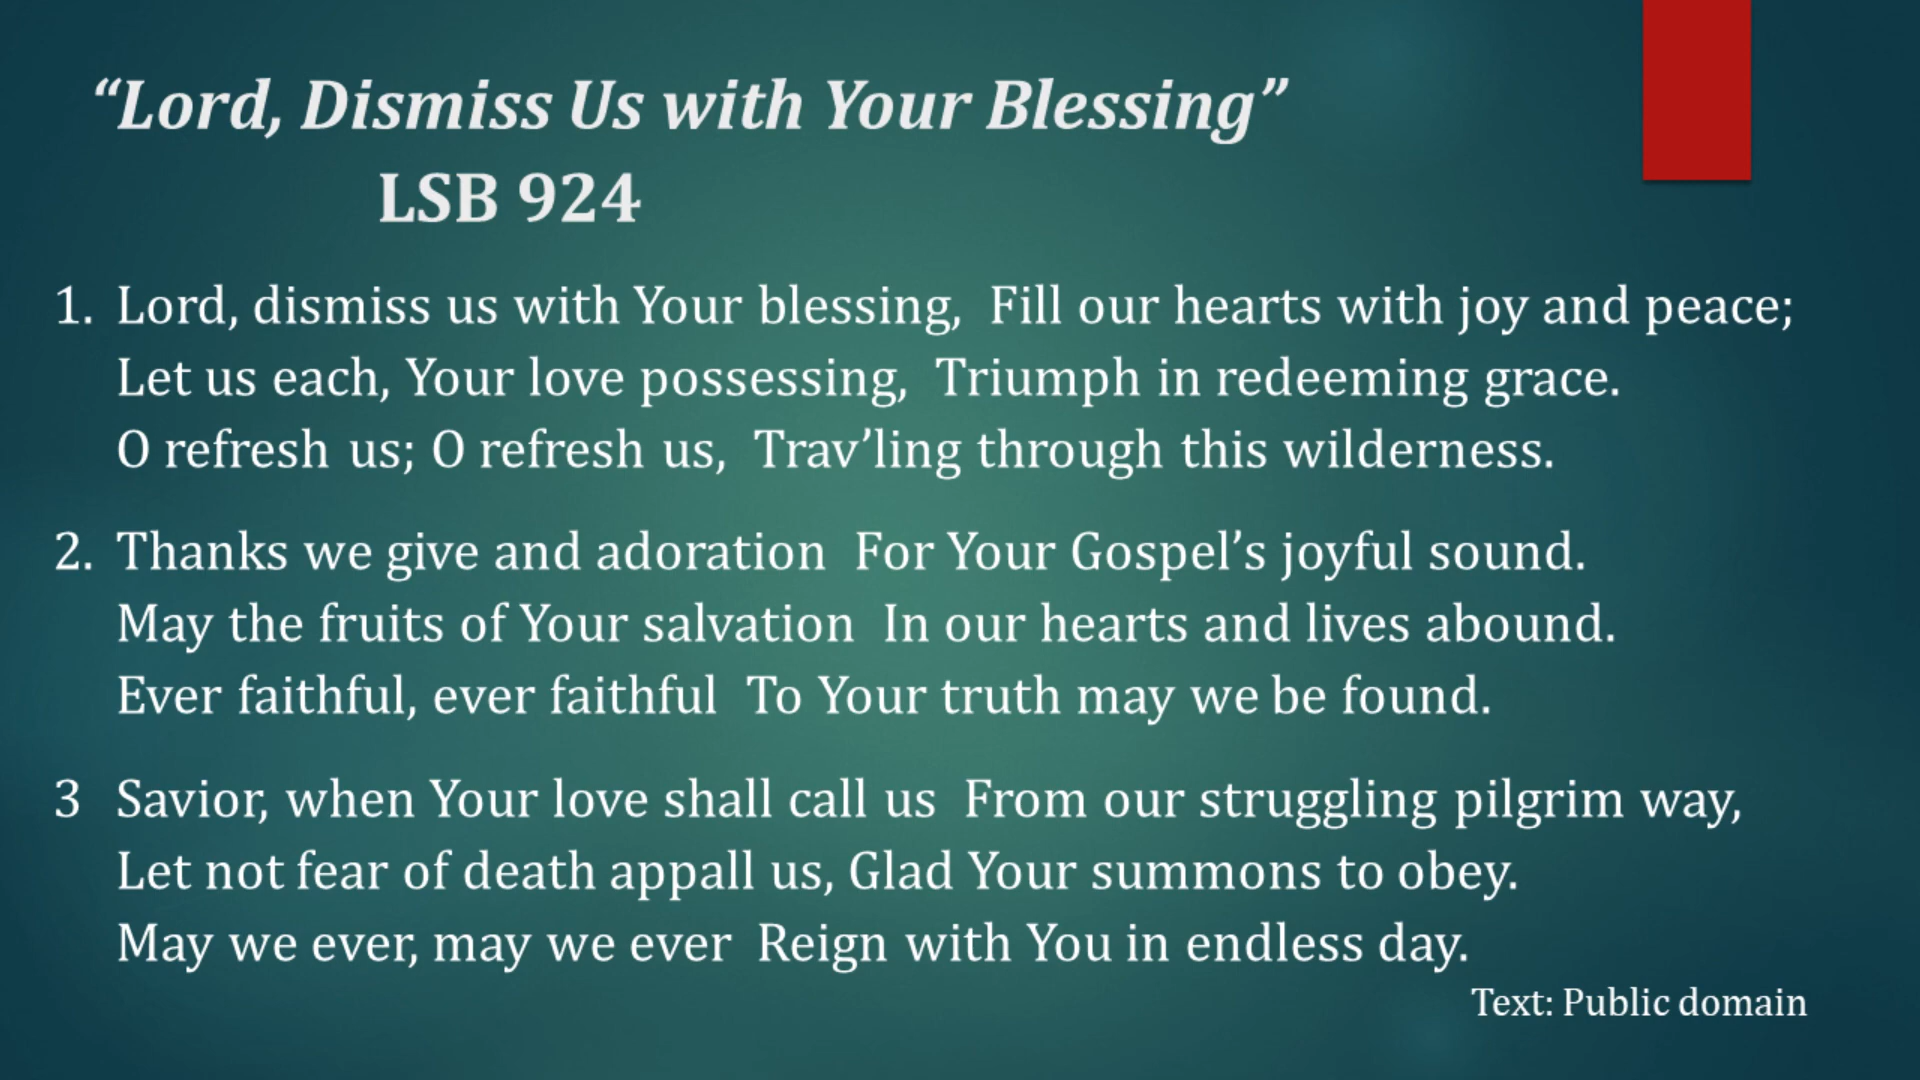 “Lord, Dismiss Us with Your Blessing”
LSB 924
1. Lord, dismiss us with Your blessing, Fill our hearts with joy and peace;
Let us each, Your love possessing, Triumph in redeeming grace.
O refresh us; O refresh us, Trav’ling through this wilderness.
2. Thanks we give and adoration For Your Gospel’s joyful sound.
May the fruits of Your salvation In our hearts and lives abound.
Ever faithful, ever faithful To Your truth may we be found.
3 Savior, when Your love shall call us From our struggling pilgrim way,
Let not fear of death appall us, Glad Your summons to obey.
May we ever, may we ever Reign with You in endless day.
Text: Public domain